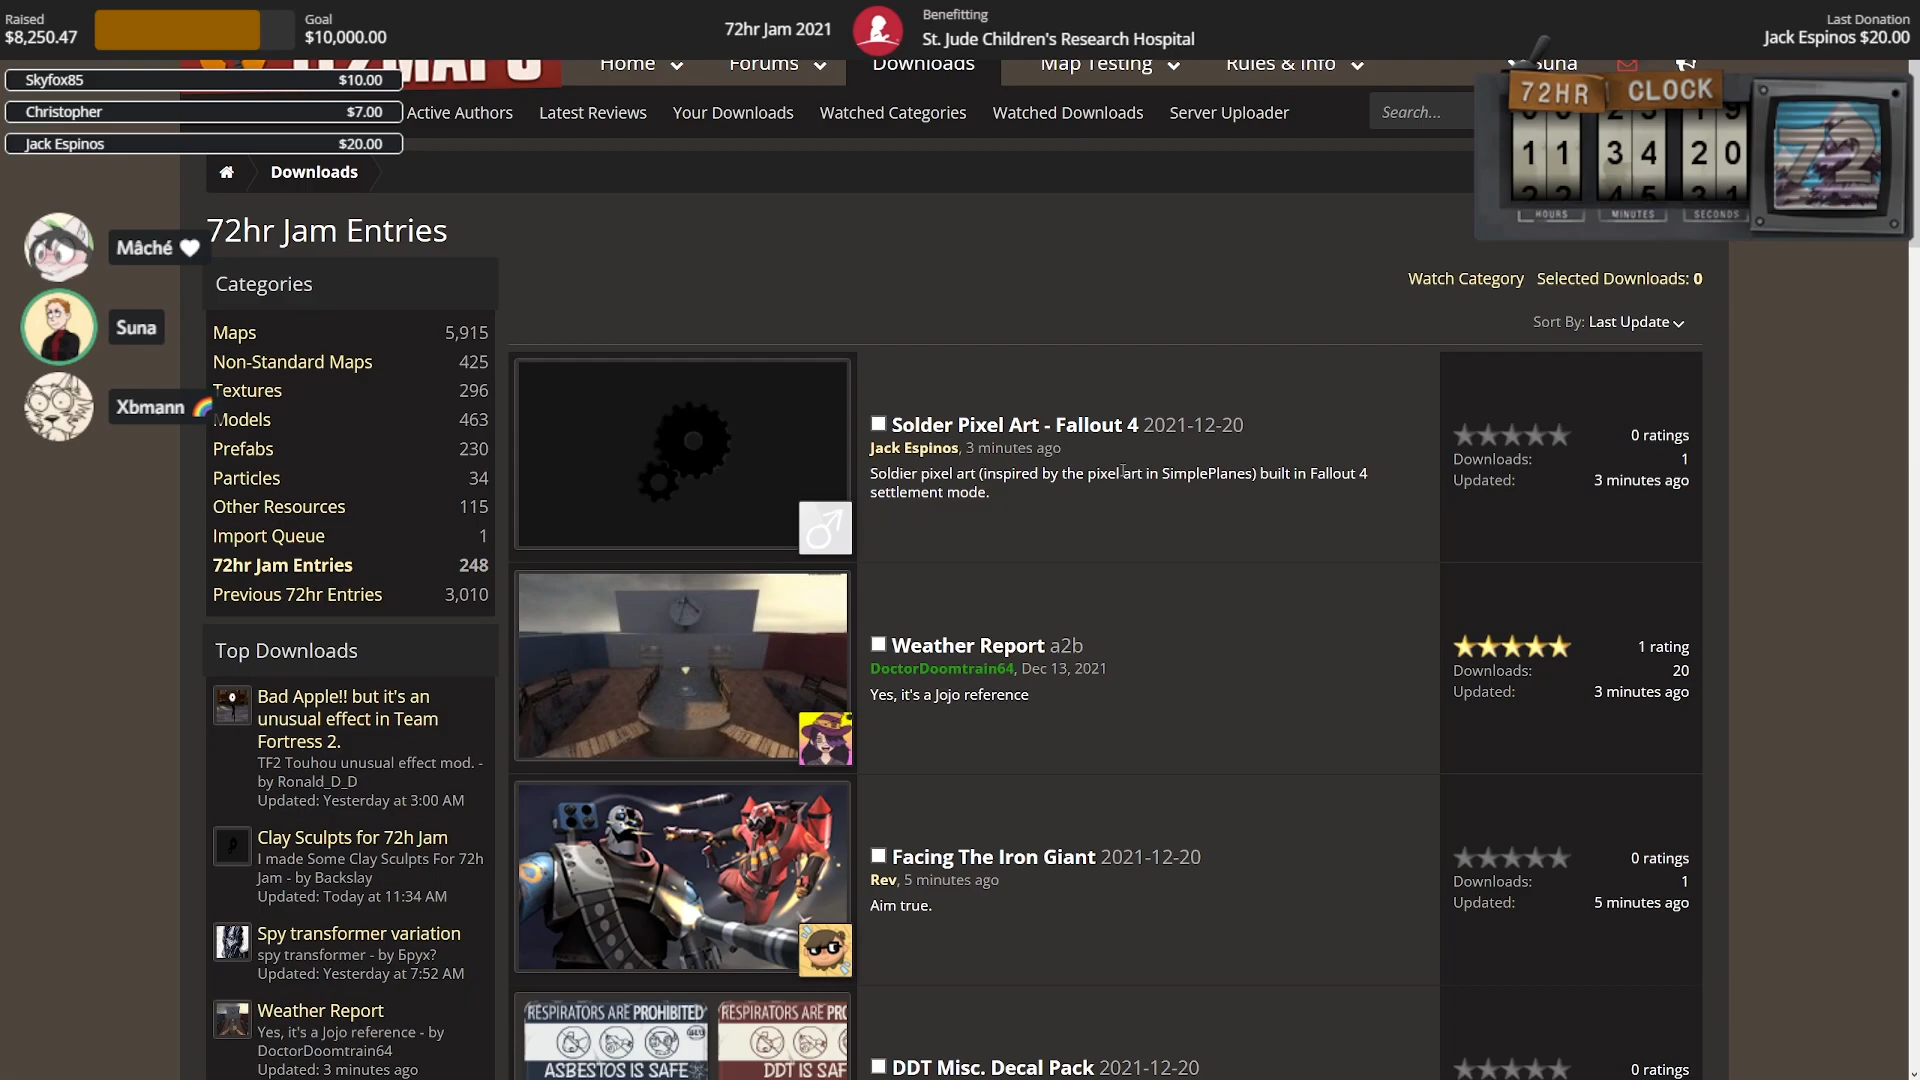 Raised
$8,250.47
Goal
$10,000.00
72hr Jam 2021
Benefitting
St. Jude Children's Research Hospital
Last Donation
Jack Espinos $20.00
Skyfox85 $10.00
Christopher $7.00
Jack Espinos $20.00
Home
Forums
Downloads
Map Testing
Rules & Info
Suna
Active Authors
Latest Reviews
Your Downloads
Watched Categories
Watched Downloads
Server Uploader
Search...
72HR CLOCK
11 34 20
HOURS MINUTES SECONDS
72
Downloads
Mâché
Suna
Xbmann
72hr Jam Entries
Watch Category Selected Downloads: 0
Sort By: Last Update
Categories
Maps 5,915
Non-Standard Maps 425
Textures 296
Models 463
Prefabs 230
Particles 34
Other Resources 115
Import Queue 1
72hr Jam Entries 248
Previous 72hr Entries 3,010
Top Downloads
Bad Apple!! but it's an
unusual effect in Team
Fortress 2.
TF2 Touhou unusual effect mod. -
by Ronald_D_D
Updated: Yesterday at 3:00 AM
Clay Sculpts for 72h Jam
I made Some Clay Sculpts For 72h
Jam - by Backslay
Updated: Today at 11:34 AM
Spy transformer variation
spy transformer - by Брух?
Updated: Yesterday at 7:52 AM
Weather Report
Yes, it's a Jojo reference - by
DoctorDoomtrain64
Updated: 3 minutes ago
Solder Pixel Art - Fallout 4 2021-12-20
Jack Espinos, 3 minutes ago
Soldier pixel art (inspired by the pixel art in SimplePlanes) built in Fallout 4
settlement mode.
0 ratings
Downloads: 1
Updated: 3 minutes ago
Weather Report a2b
DoctorDoomtrain64, Dec 13, 2021
Yes, it's a Jojo reference
1 rating
Downloads: 20
Updated: 3 minutes ago
Facing The Iron Giant 2021-12-20
Rev, 5 minutes ago
Aim true.
0 ratings
Downloads: 1
Updated: 5 minutes ago
RESPIRATORS ARE PROHIBITED
ASBESTOS IS SAFE
RESPIRATORS ARE PRO
DDT IS SAF
DDT Misc. Decal Pack 2021-12-20
0 ratings